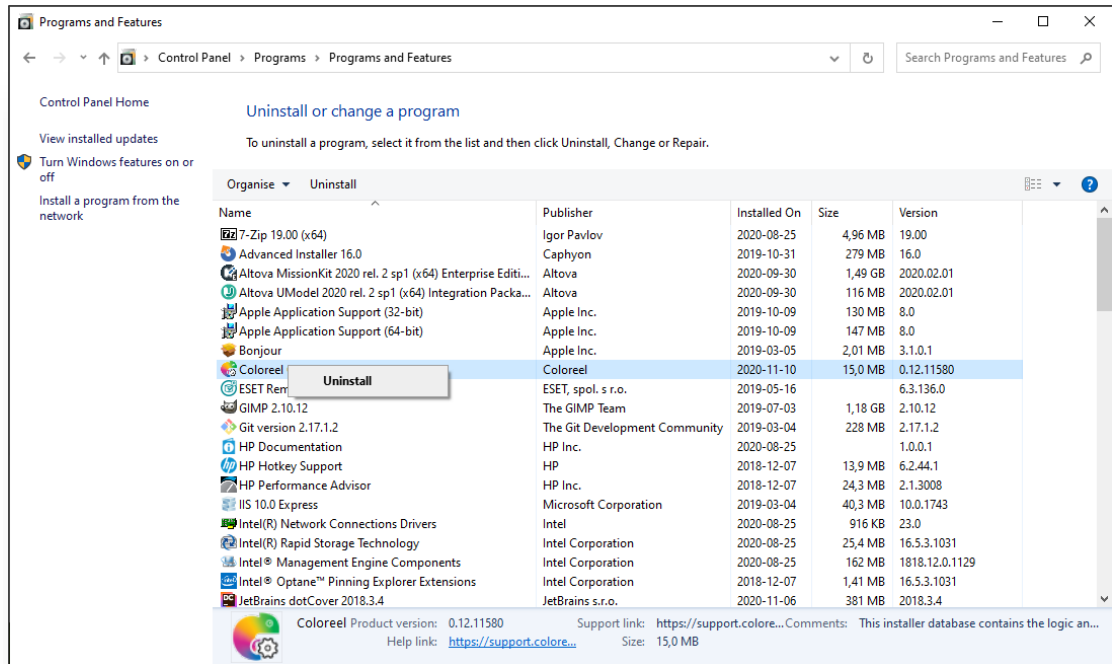 Programs and Features
Control Panel > Programs > Programs and Features
Search Programs and Features
Control Panel Home
View installed updates
Turn Windows features on or
off
Install a program from the
network
Uninstall or change a program
To uninstall a program, select it from the list and then click Uninstall, Change or Repair.
Organise Uninstall
Name Publisher Installed On Size Version
7-Zip 19.00 (x64) Igor Pavlov 2020-08-25 4,96 MB 19.00
Advanced Installer 16.0 Caphyon 2019-10-31 279 MB 16.0
Altova MissionKit 2020 rel. 2 sp1 (x64) Enterprise Editi... Altova 2020-09-30 1,49 GB 2020.02.01
Altova UModel 2020 rel. 2 sp1 (x64) Integration Packa... Altova 2020-09-30 116 MB 2020.02.01
Apple Application Support (32-bit) Apple Inc. 2019-10-09 130 MB 8.0
Apple Application Support (64-bit) Apple Inc. 2019-10-09 147 MB 8.0
Bonjour Apple Inc. 2019-03-05 2,01 MB 3.1.0.1
Coloreel Coloreel 2020-11-10 15,0 MB 0.12.11580
Uninstall
ESET Rem ESET, spol. s r.o. 2019-05-16 6.3.136.0
GIMP 2.10.12 The GIMP Team 2019-07-03 1,18 GB 2.10.12
Git version 2.17.1.2 The Git Development Community 2019-03-04 228 MB 2.17.1.2
HP Documentation HP Inc. 2020-08-25 1.0.0.1
HP Hotkey Support HP 2018-12-07 13,9 MB 6.2.44.1
HP Performance Advisor HP Inc. 2018-12-07 24,3 MB 2.1.3008
IIS 10.0 Express Microsoft Corporation 2019-03-04 40,3 MB 10.0.1743
Intel(R) Network Connections Drivers Intel 2020-08-25 916 KB 23.0
Intel(R) Rapid Storage Technology Intel Corporation 2020-08-25 25,4 MB 16.5.3.1031
Intel® Management Engine Components Intel Corporation 2020-08-25 162 MB 1818.12.0.1129
Intel® Optane™ Pinning Explorer Extensions Intel Corporation 2018-12-07 1,41 MB 16.5.3.1031
JetBrains dotCover 2018.3.4 JetBrains s.r.o. 2020-11-06 381 MB 2018.3.4
Coloreel Product version: 0.12.11580 Support link: https://support.colore... Comments: This installer database contains the logic an...
Help link: https://support.colore... Size: 15,0 MB